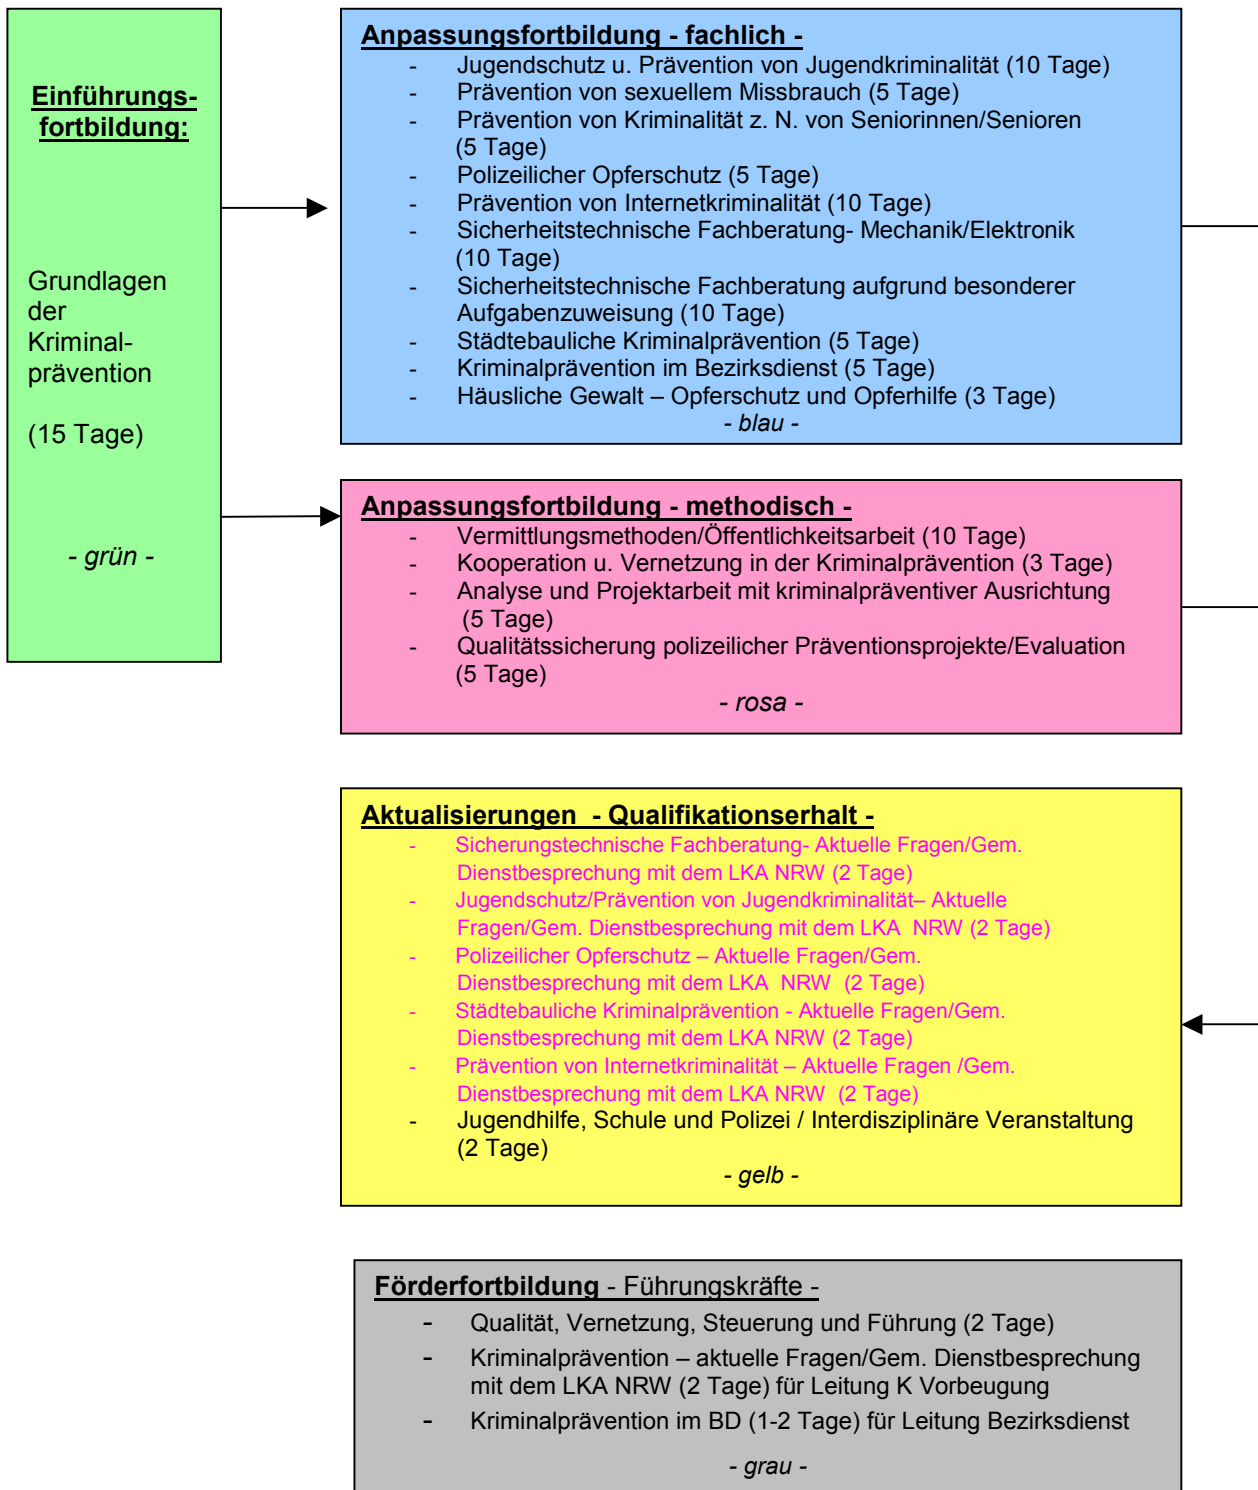 Einführungs-
fortbildung:
Grundlagen
der
Kriminal-
prävention
(15 Tage)
- grün -
Anpassungsfortbildung - fachlich -
- Jugendschutz u. Prävention von Jugendkriminalität (10 Tage)
- Prävention von sexuellem Missbrauch (5 Tage)
- Prävention von Kriminalität z. N. von Seniorinnen/Senioren
(5 Tage)
- Polizeilicher Opferschutz (5 Tage)
- Prävention von Internetkriminalität (10 Tage)
- Sicherheitstechnische Fachberatung- Mechanik/Elektronik
(10 Tage)
- Sicherheitstechnische Fachberatung aufgrund besonderer
Aufgabenzuweisung (10 Tage)
- Städtebauliche Kriminalprävention (5 Tage)
- Kriminalprävention im Bezirksdienst (5 Tage)
- Häusliche Gewalt – Opferschutz und Opferhilfe (3 Tage)
- blau -
Anpassungsfortbildung - methodisch -
- Vermittlungsmethoden/Öffentlichkeitsarbeit (10 Tage)
- Kooperation u. Vernetzung in der Kriminalprävention (3 Tage)
- Analyse und Projektarbeit mit kriminalpräventiver Ausrichtung
(5 Tage)
- Qualitätssicherung polizeilicher Präventionsprojekte/Evaluation
(5 Tage)
- rosa -
Aktualisierungen - Qualifikationserhalt -
- Sicherungstechnische Fachberatung- Aktuelle Fragen/Gem.
Dienstbesprechung mit dem LKA NRW (2 Tage)
- Jugendschutz/Prävention von Jugendkriminalität– Aktuelle
Fragen/Gem. Dienstbesprechung mit dem LKA NRW (2 Tage)
- Polizeilicher Opferschutz – Aktuelle Fragen/Gem.
Dienstbesprechung mit dem LKA NRW (2 Tage)
- Städtebauliche Kriminalprävention - Aktuelle Fragen/Gem.
Dienstbesprechung mit dem LKA NRW (2 Tage)
- Prävention von Internetkriminalität – Aktuelle Fragen /Gem.
Dienstbesprechung mit dem LKA NRW (2 Tage)
- Jugendhilfe, Schule und Polizei / Interdisziplinäre Veranstaltung
(2 Tage)
- gelb -
Förderfortbildung - Führungskräfte -
- Qualität, Vernetzung, Steuerung und Führung (2 Tage)
- Kriminalprävention – aktuelle Fragen/Gem. Dienstbesprechung
mit dem LKA NRW (2 Tage) für Leitung K Vorbeugung
- Kriminalprävention im BD (1-2 Tage) für Leitung Bezirksdienst
- grau -